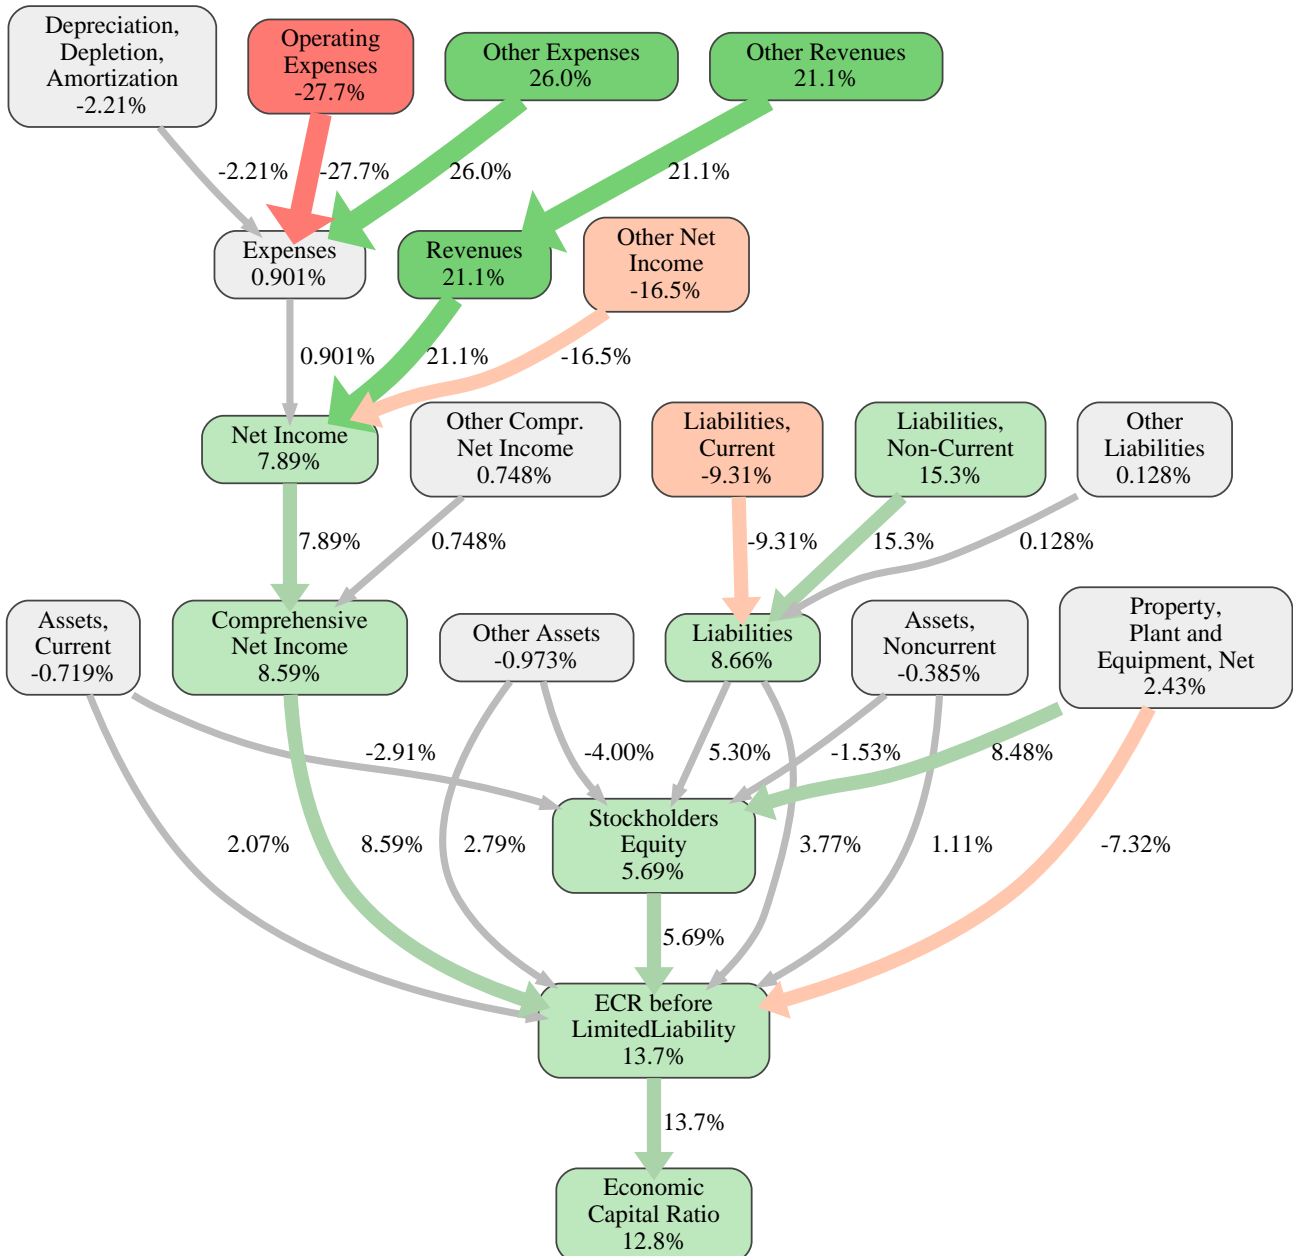 Depreciation,
Depletion,
Amortization
-2.21%
Operating
Expenses
-27.7%
Other Expenses
26.0%
Other Revenues
21.1%
-2.21%
-27.7%
26.0%
21.1%
Expenses
0.901%
Revenues
21.1%
Other Net
Income
-16.5%
0.901%
21.1%
-16.5%
Net Income
7.89%
Other Compr.
Net Income
0.748%
Liabilities,
Current
-9.31%
Liabilities,
Non-Current
15.3%
Other
Liabilities
0.128%
7.89%
0.748%
-9.31%
15.3%
0.128%
Assets,
Current
-0.719%
Comprehensive
Net Income
8.59%
Other Assets
-0.973%
Liabilities
8.66%
Assets,
Noncurrent
-0.385%
Property,
Plant and
Equipment, Net
2.43%
-2.91%
-4.00%
5.30%
-1.53%
8.48%
Stockholders
Equity
5.69%
2.07%
8.59%
2.79%
3.77%
1.11%
-7.32%
5.69%
ECR before
LimitedLiability
13.7%
13.7%
Economic
Capital Ratio
12.8%